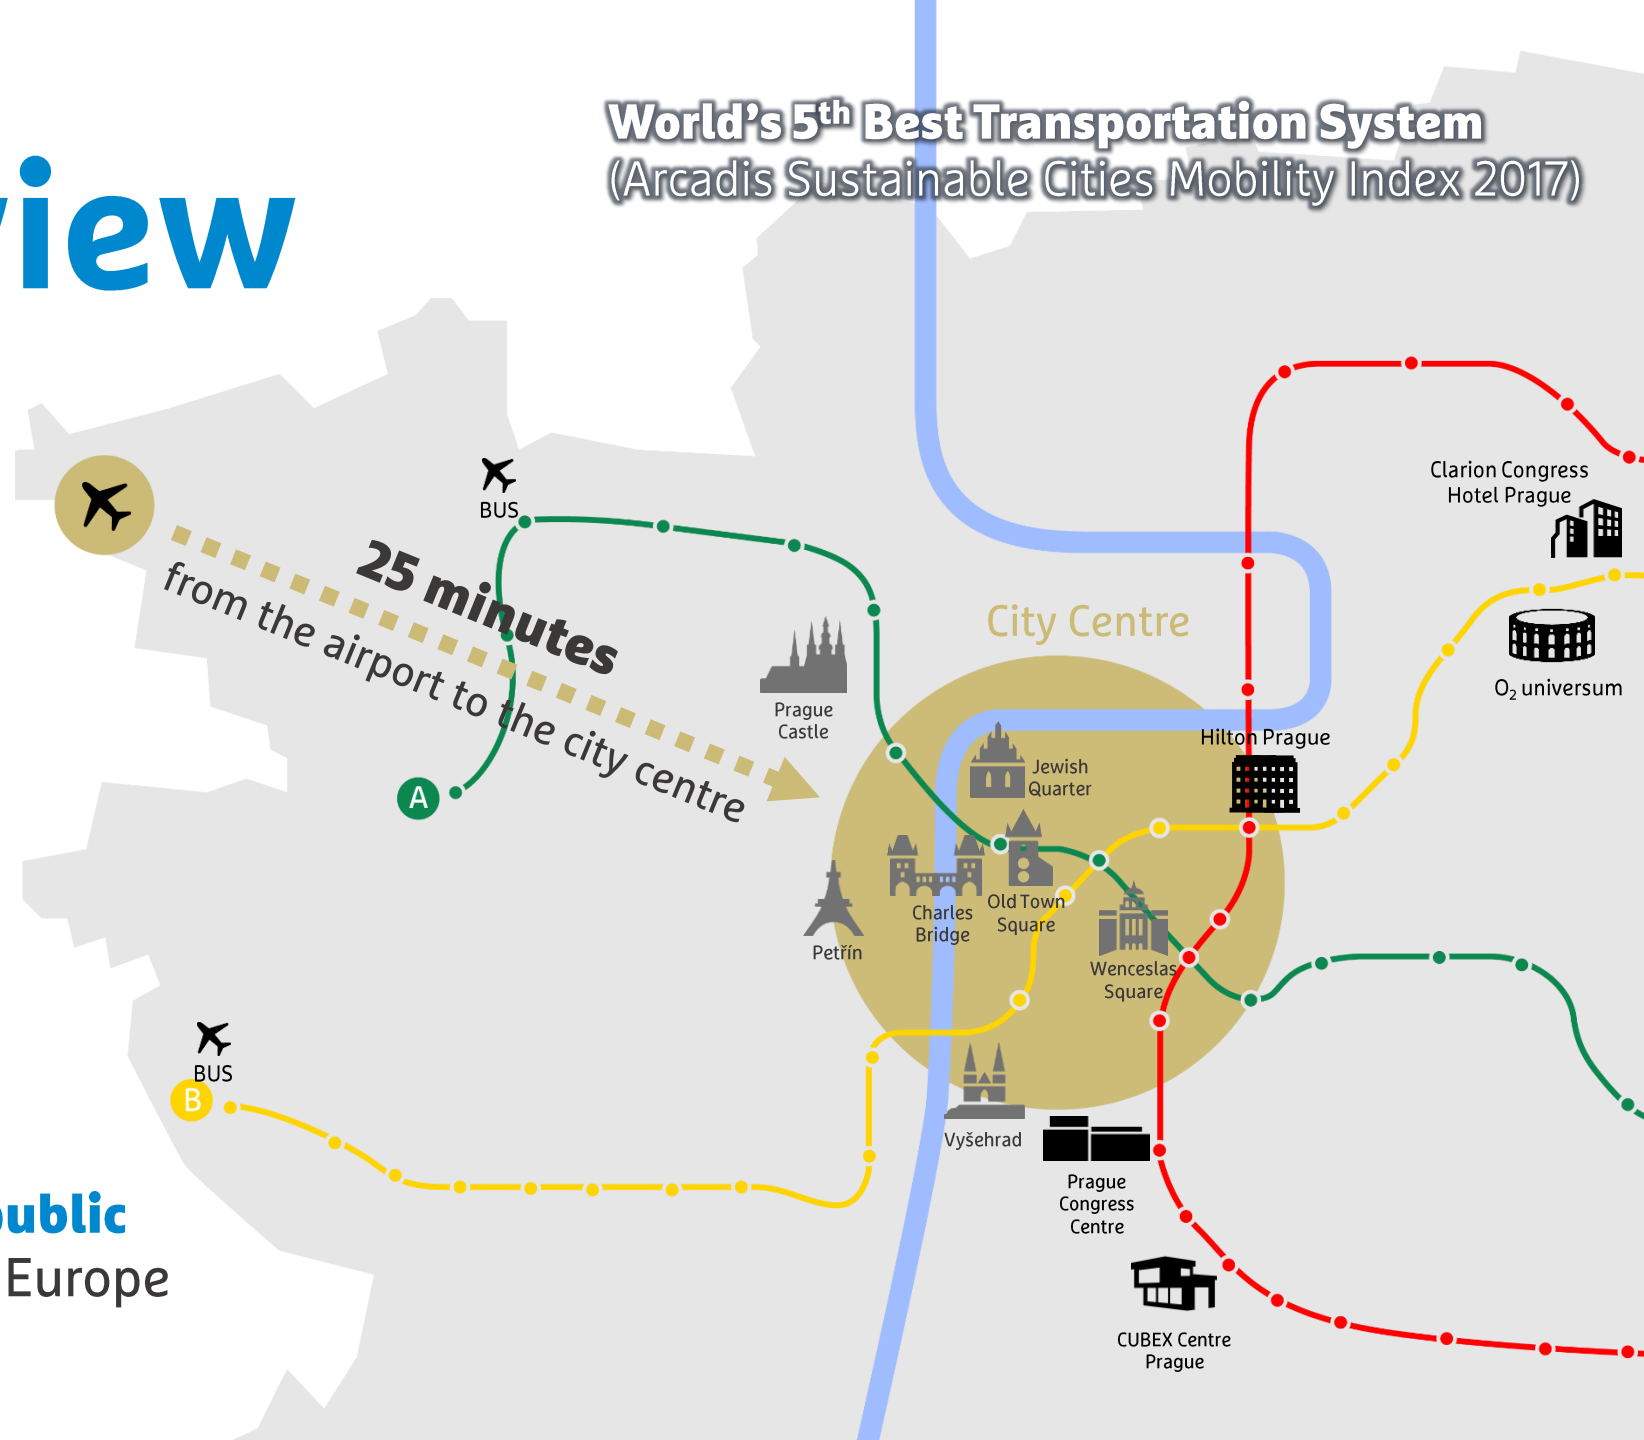 World's 5th Best Transportation System
(Arcadis Sustainable Cities Mobility Index 2017)
view
25 minutes
from the airport to the city centre
BUS
A
Prague
Castle
City Centre
Clarion Congress
Hotel Prague
O₂ universum
Hilton Prague
Jewish
Quarter
Charles
Bridge
Old Town
Square
Petřín
Wenceslas
Square
BUS
B
Vyšehrad
Prague
Congress
Centre
CUBEX Centre
Prague
public
Europe